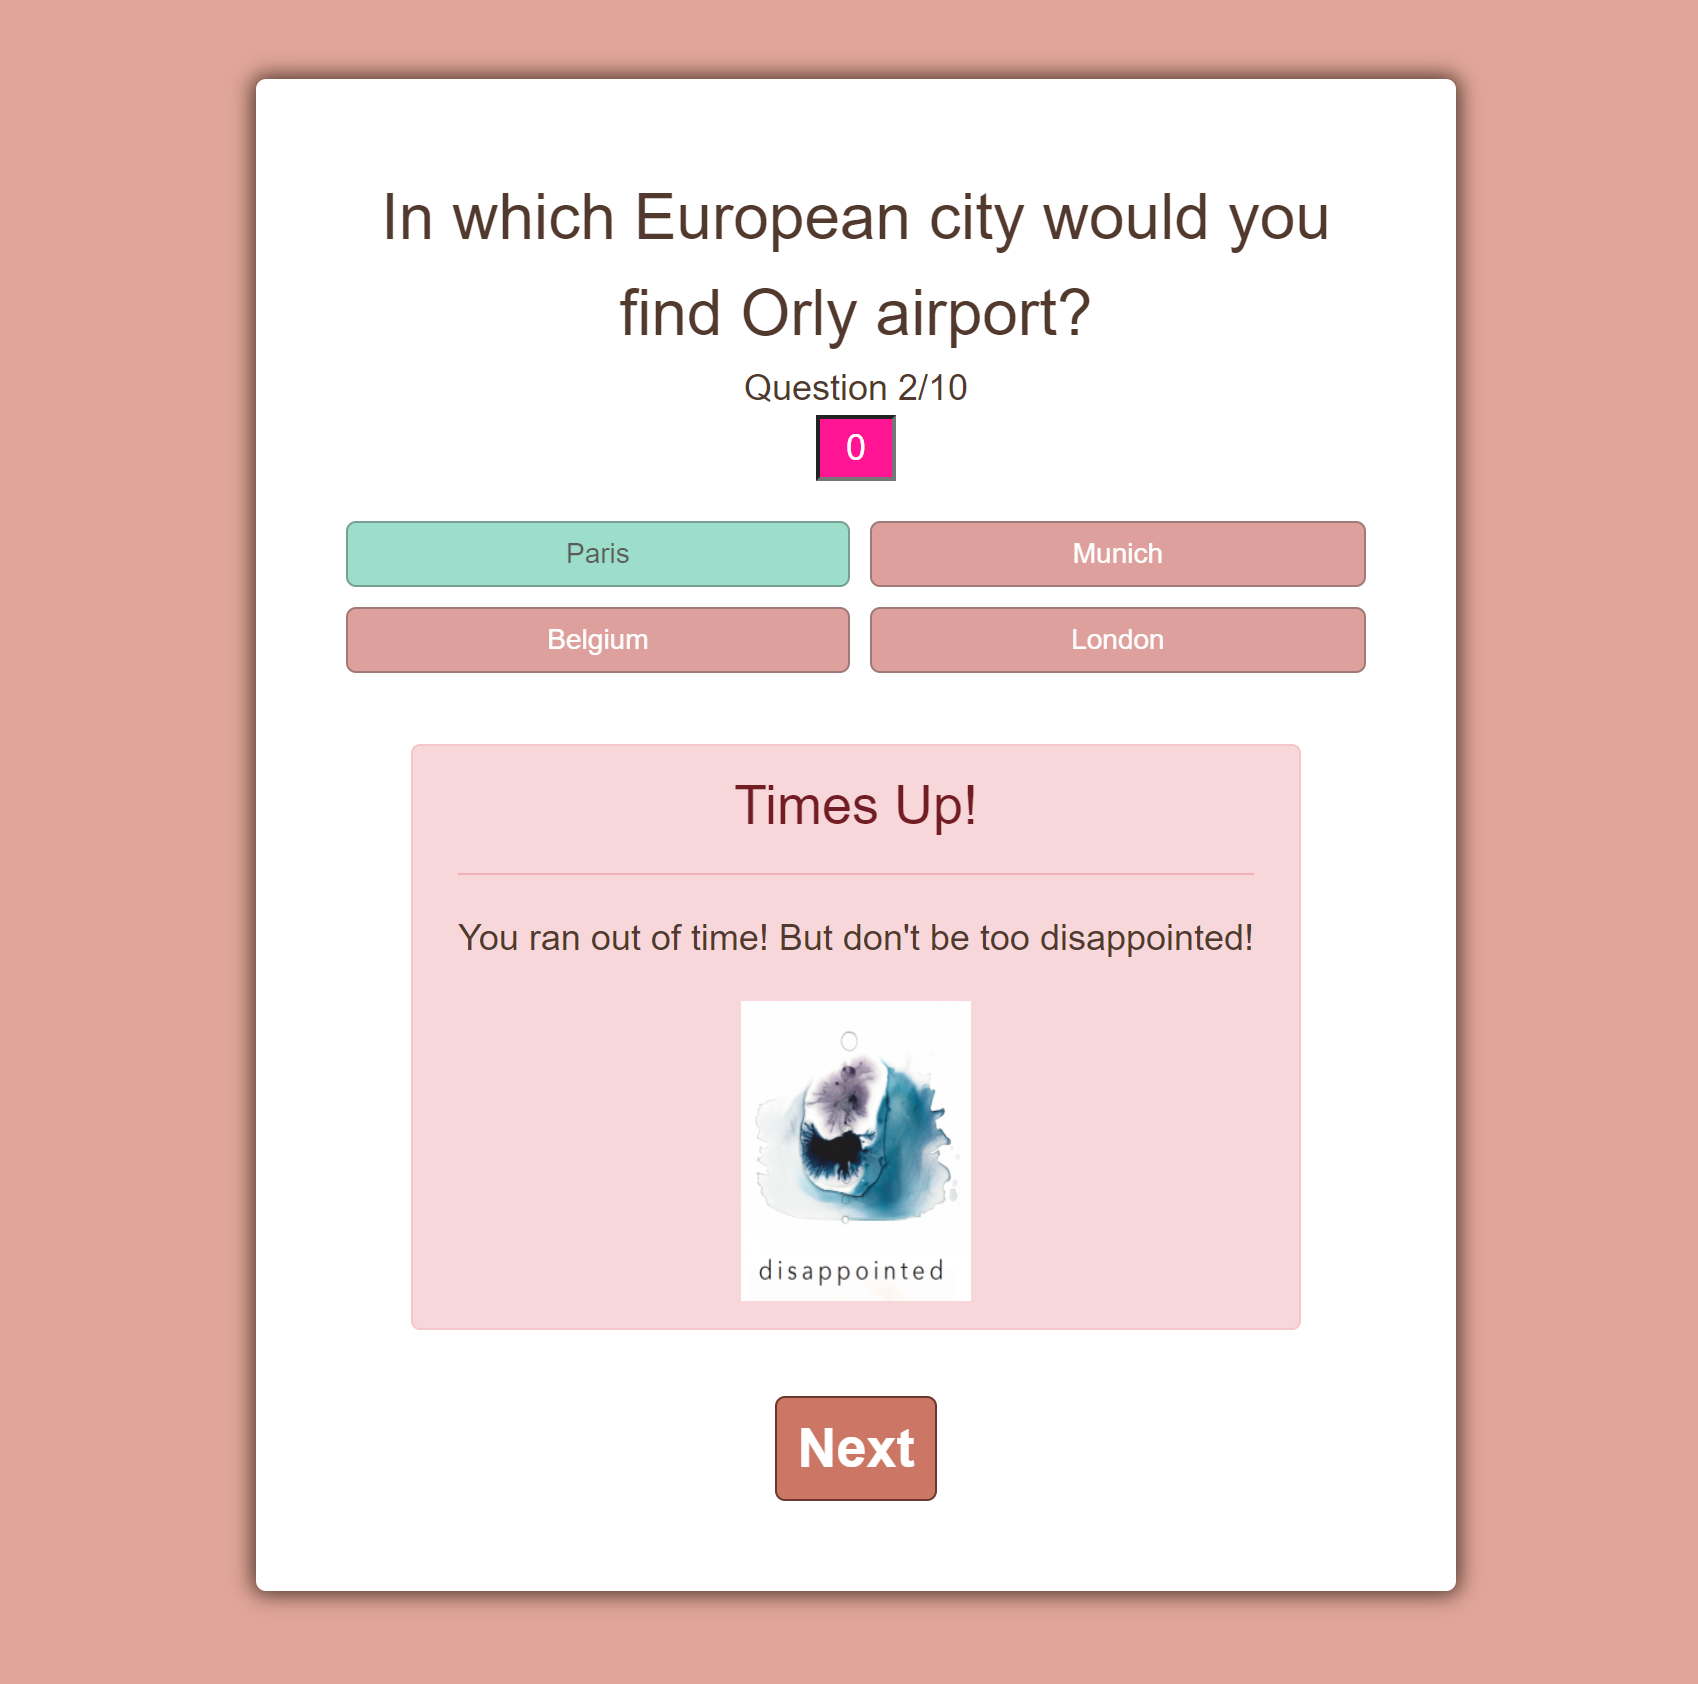 In which European city would you
find Orly airport?
Question 2/10
0
Paris
Munich
Belgium
London
Times Up!
You ran out of time! But don't be too disappointed!
disappointed
Next